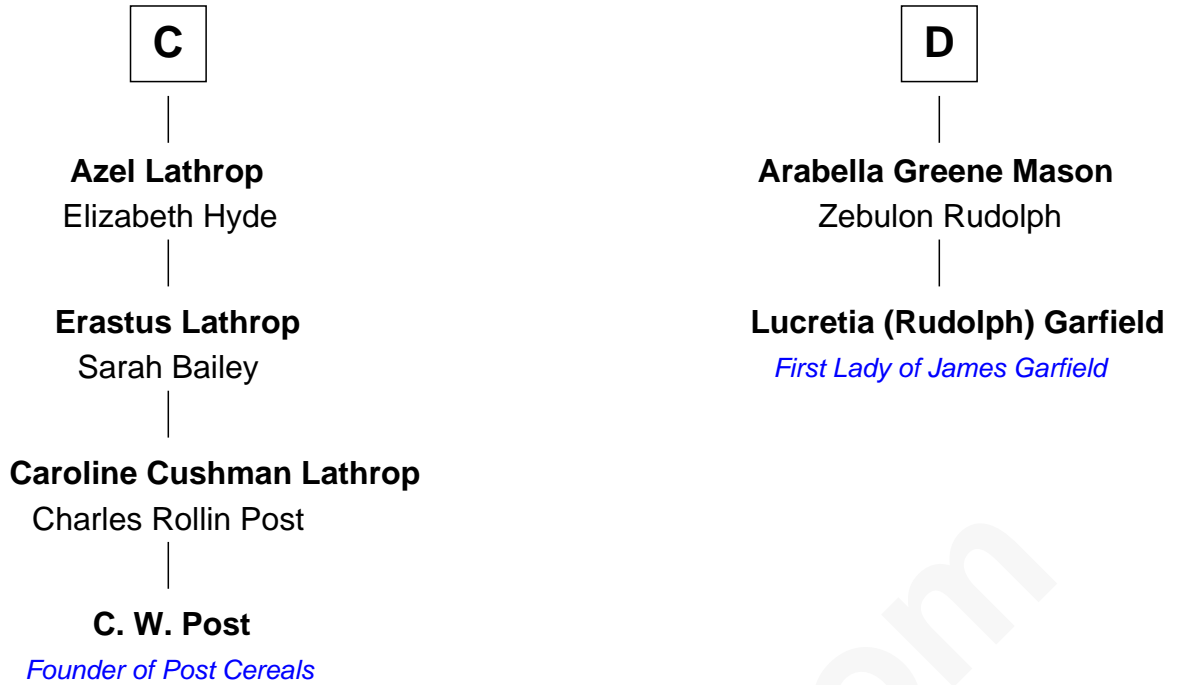 C
Azel Lathrop
Elizabeth Hyde
Erastus Lathrop
Sarah Bailey
Caroline Cushman Lathrop
Charles Rollin Post
C. W. Post
Founder of Post Cereals
D
Arabella Greene Mason
Zebulon Rudolph
Lucretia (Rudolph) Garfield
First Lady of James Garfield
om